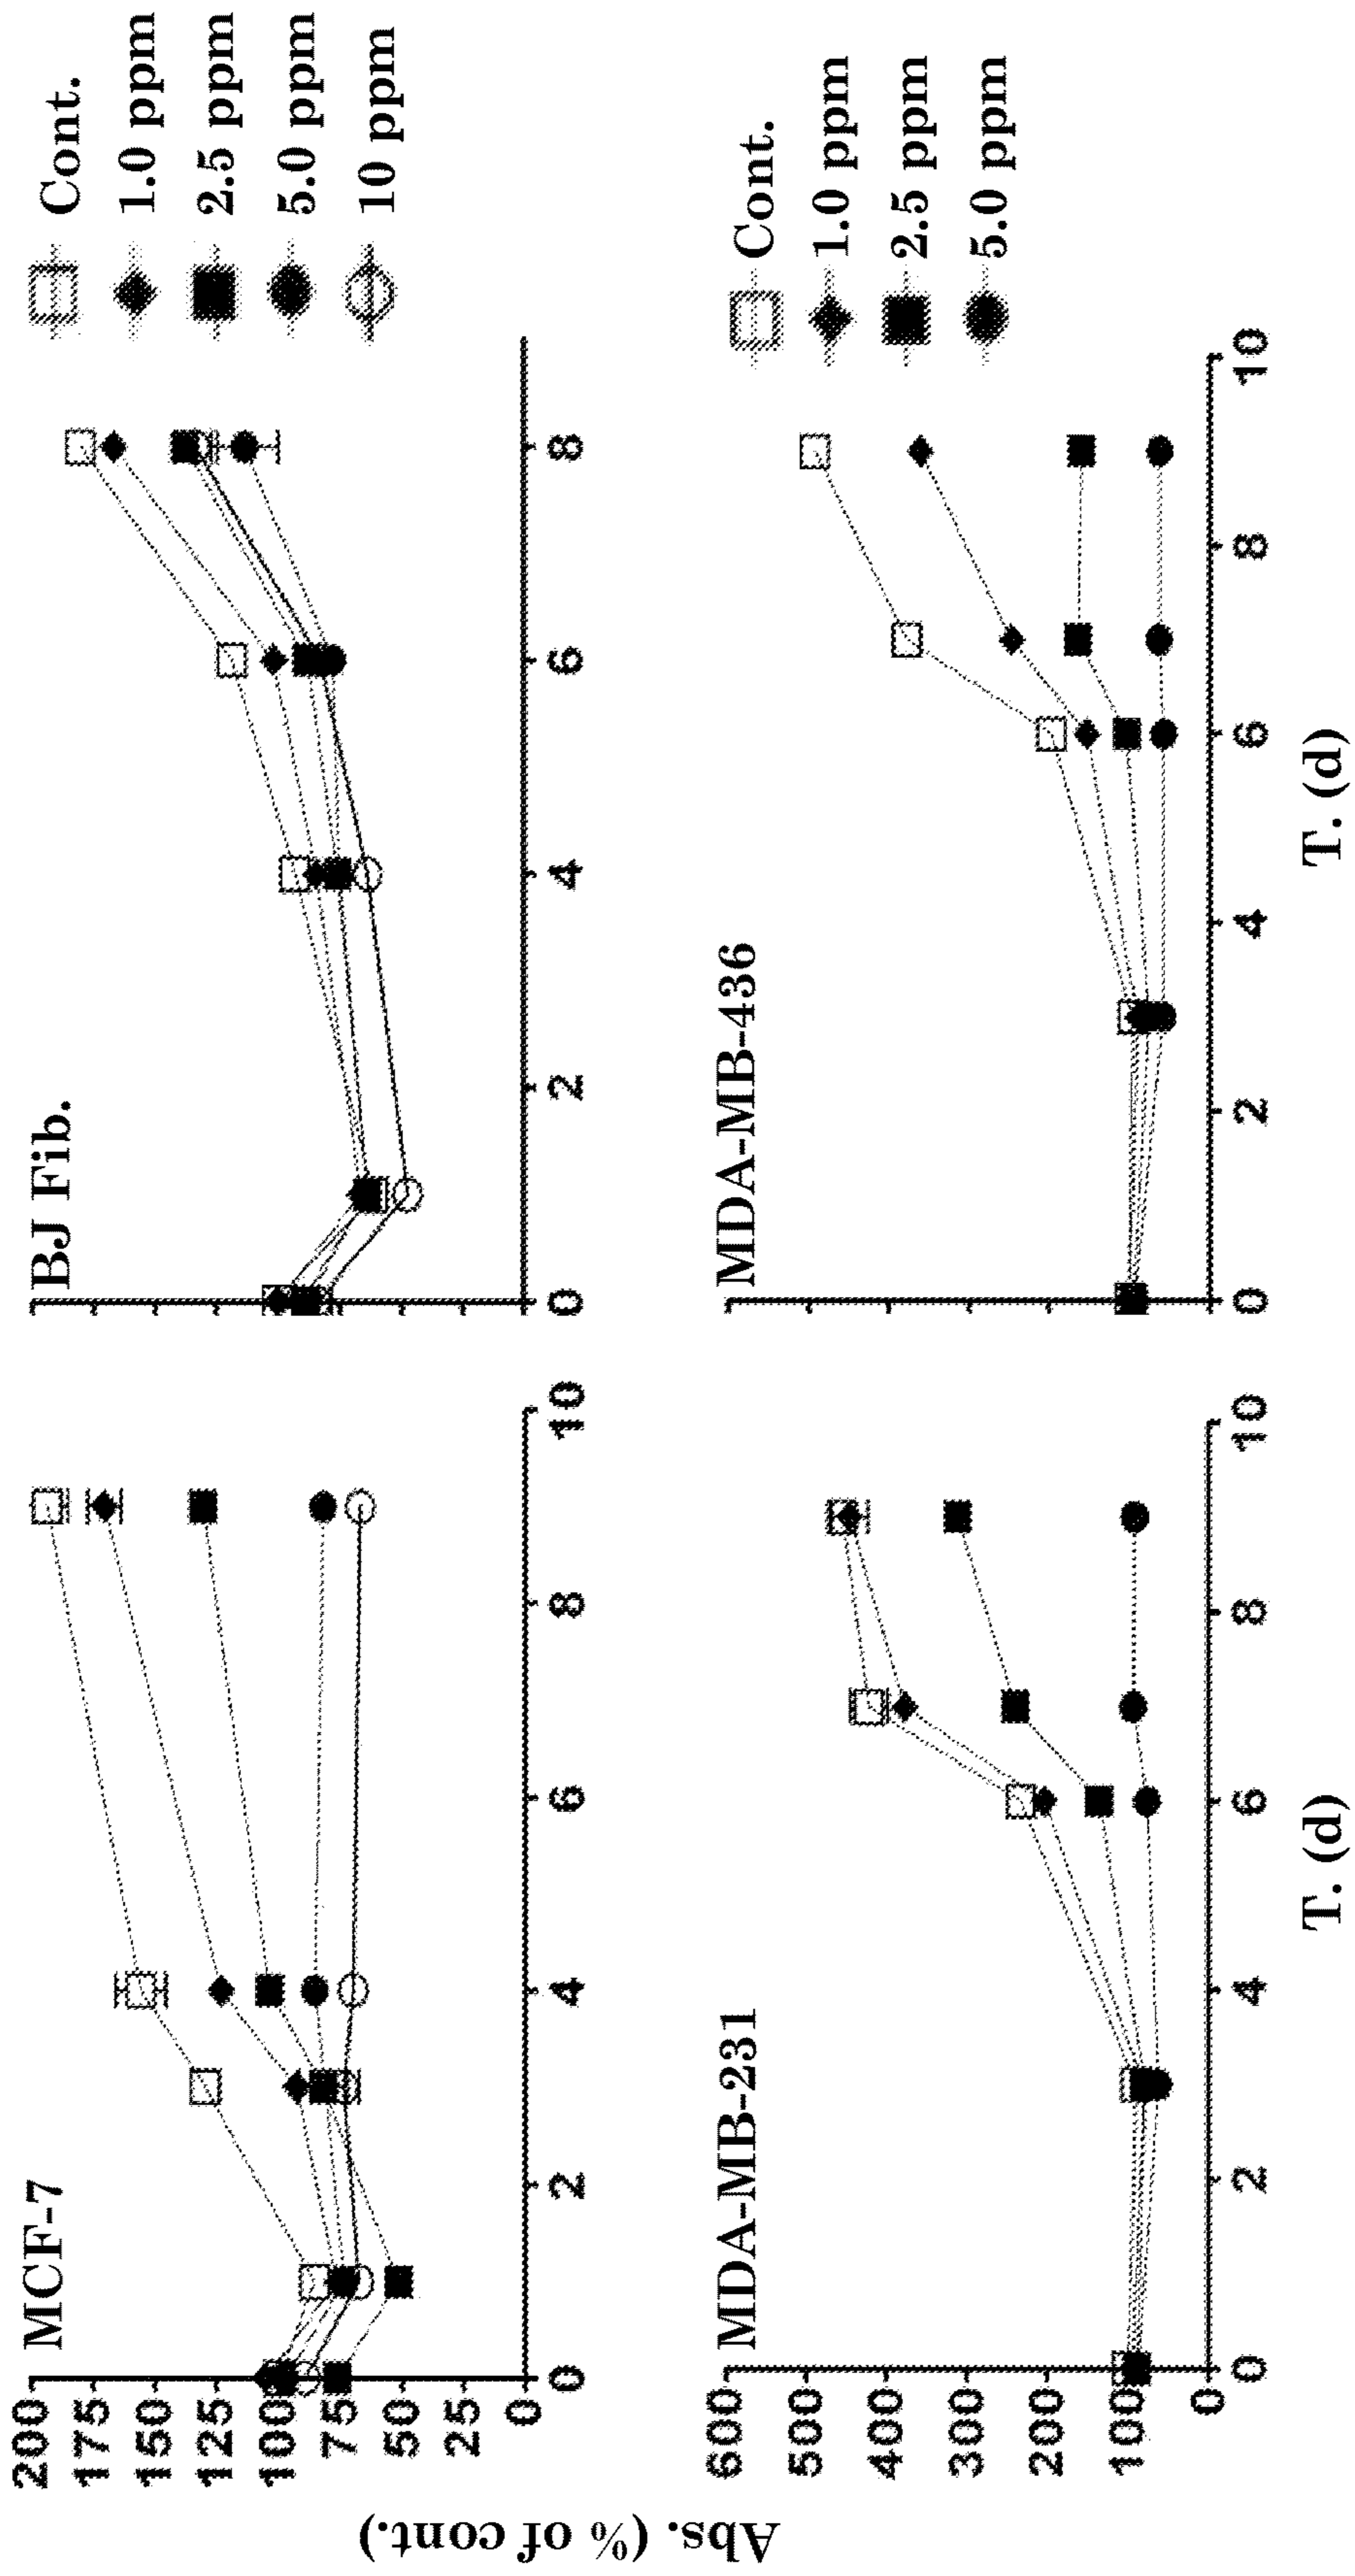 MCF-7
200
175
150
125
100
75
50
25
0
0 2 4 6 8 10
BJ Fib.
0 2 4 6 8
Cont.
1.0 ppm
2.5 ppm
5.0 ppm
10 ppm
Abs. (% of cont.)
MDA-MB-231
600
500
400
300
200
100
0
0 2 4 6 8 10
T. (d)
MDA-MB-436
0 2 4 6 8 10
T. (d)
Cont.
1.0 ppm
2.5 ppm
5.0 ppm